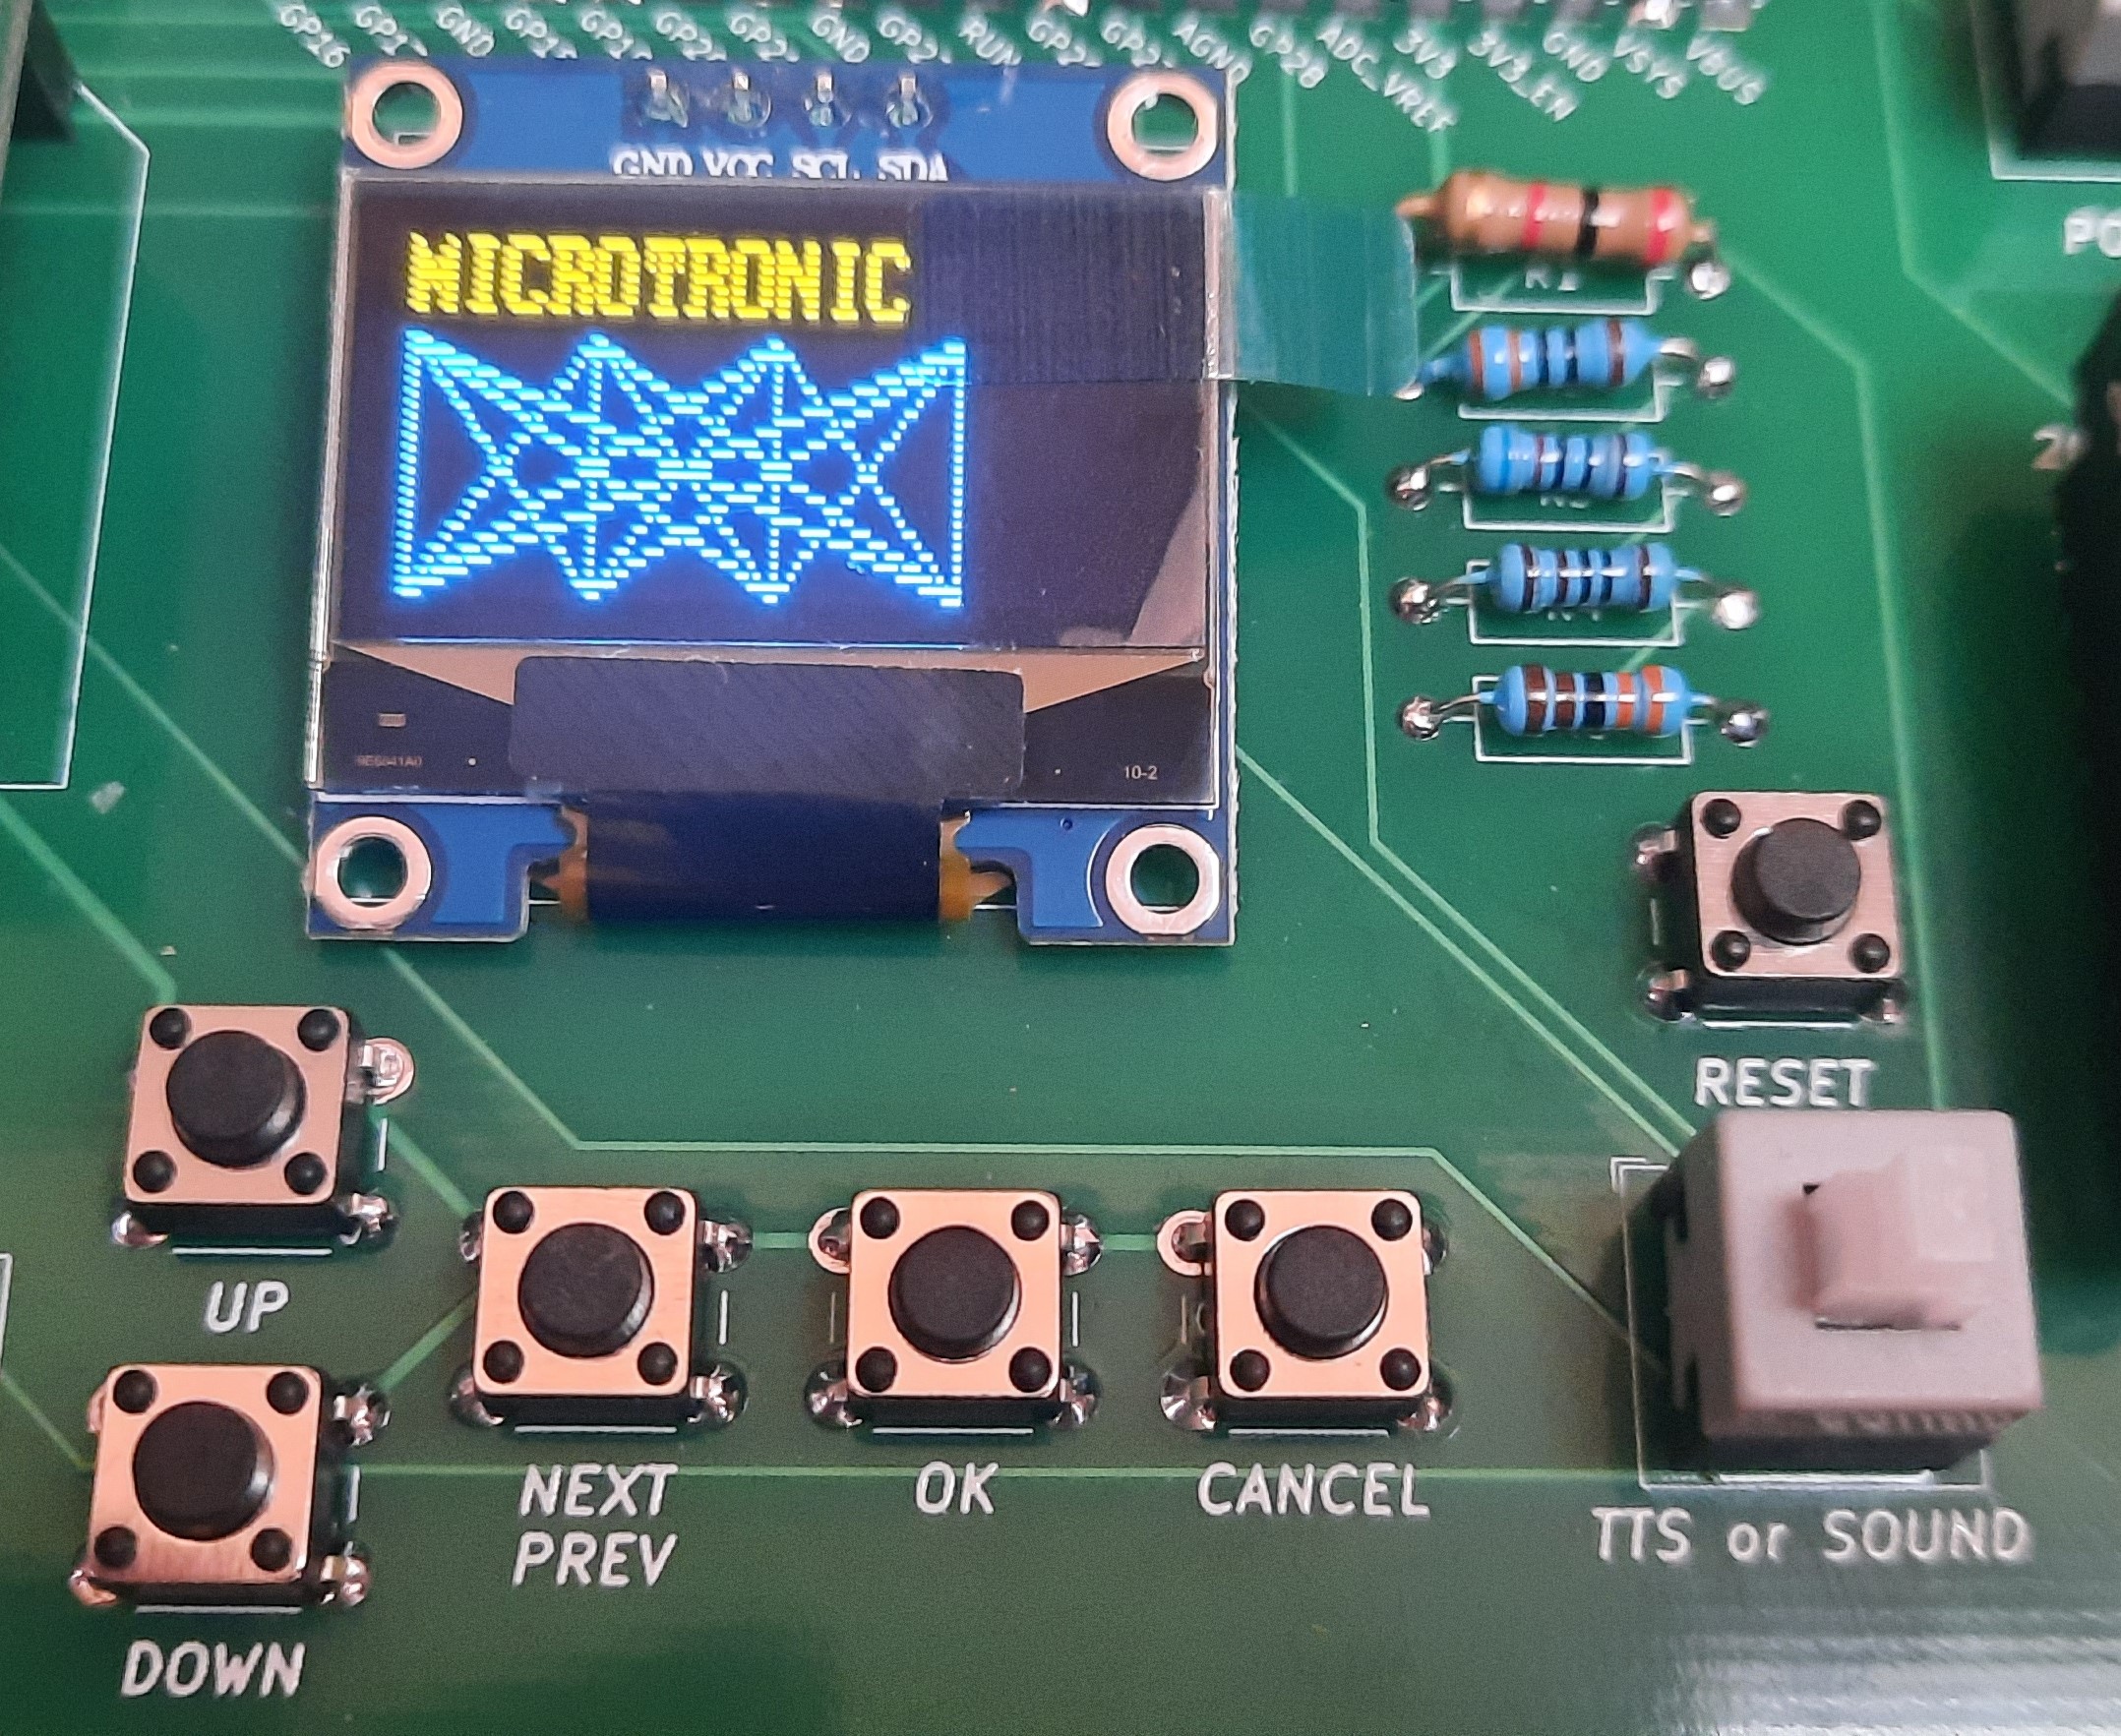 GP16 GND GND RUN AGND GP28 ADC_VREF 3V3 3V3_EN GND VSYS VBUS
GND VCC SCL SDA
MICROTRONIC
R1
10-2
RESET
UP
NEXT
PREV
OK
CANCEL
TTS or SOUND
DOWN